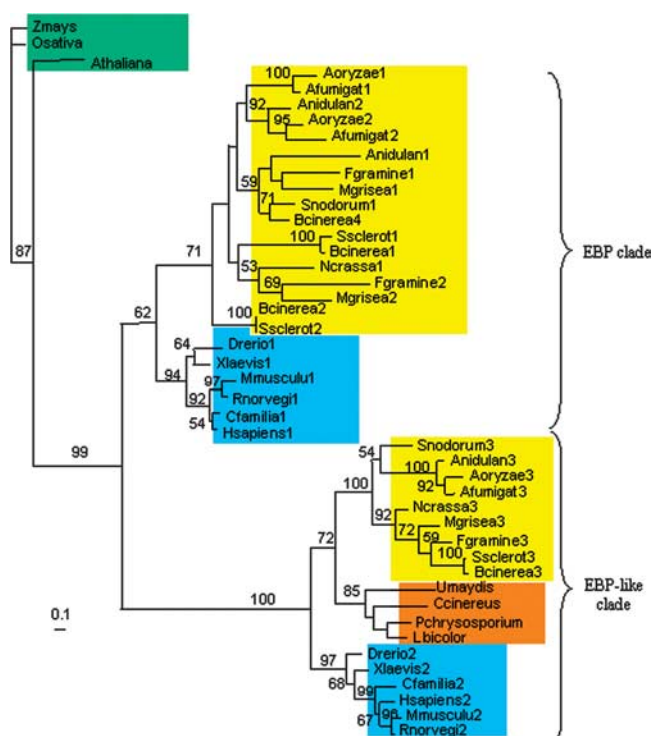 Zmays
Osativa
Athaliana
87
100
Aoryzae1
Afumigat1
92
Anidulan2
95
Aoryzae2
Afumigat2
Anidulan1
59
Fgramine1
Mgrisea1
71
Snodorum1
Bcinerea4
71
100
Ssclerot1
Bcinerea1
53
Ncrassa1
69
Fgramine2
Mgrisea2
Bcinerea2
100
Ssclerot2
EBP clade
62
64
Drerio1
Xlaevis1
94
97
Mmusculu1
92
Rnorvegi1
Cfamilia1
54
Hsapiens1
99
54
Snodorum3
100
Anidulan3
Aoryzae3
92
Afumigat3
100
Ncrassa3
92
Mgrisea3
72
59
Fgramine3
100
Ssclerot3
Bcinerea3
72
85
Umaydis
Ccinereus
Pchrysosporium
Lbicolor
EBP-like
clade
100
0.1
97
Drerio2
Xlaevis2
68
99
Cfamilia2
Hsapiens2
67
Mmusculu2
Rnorvegi2